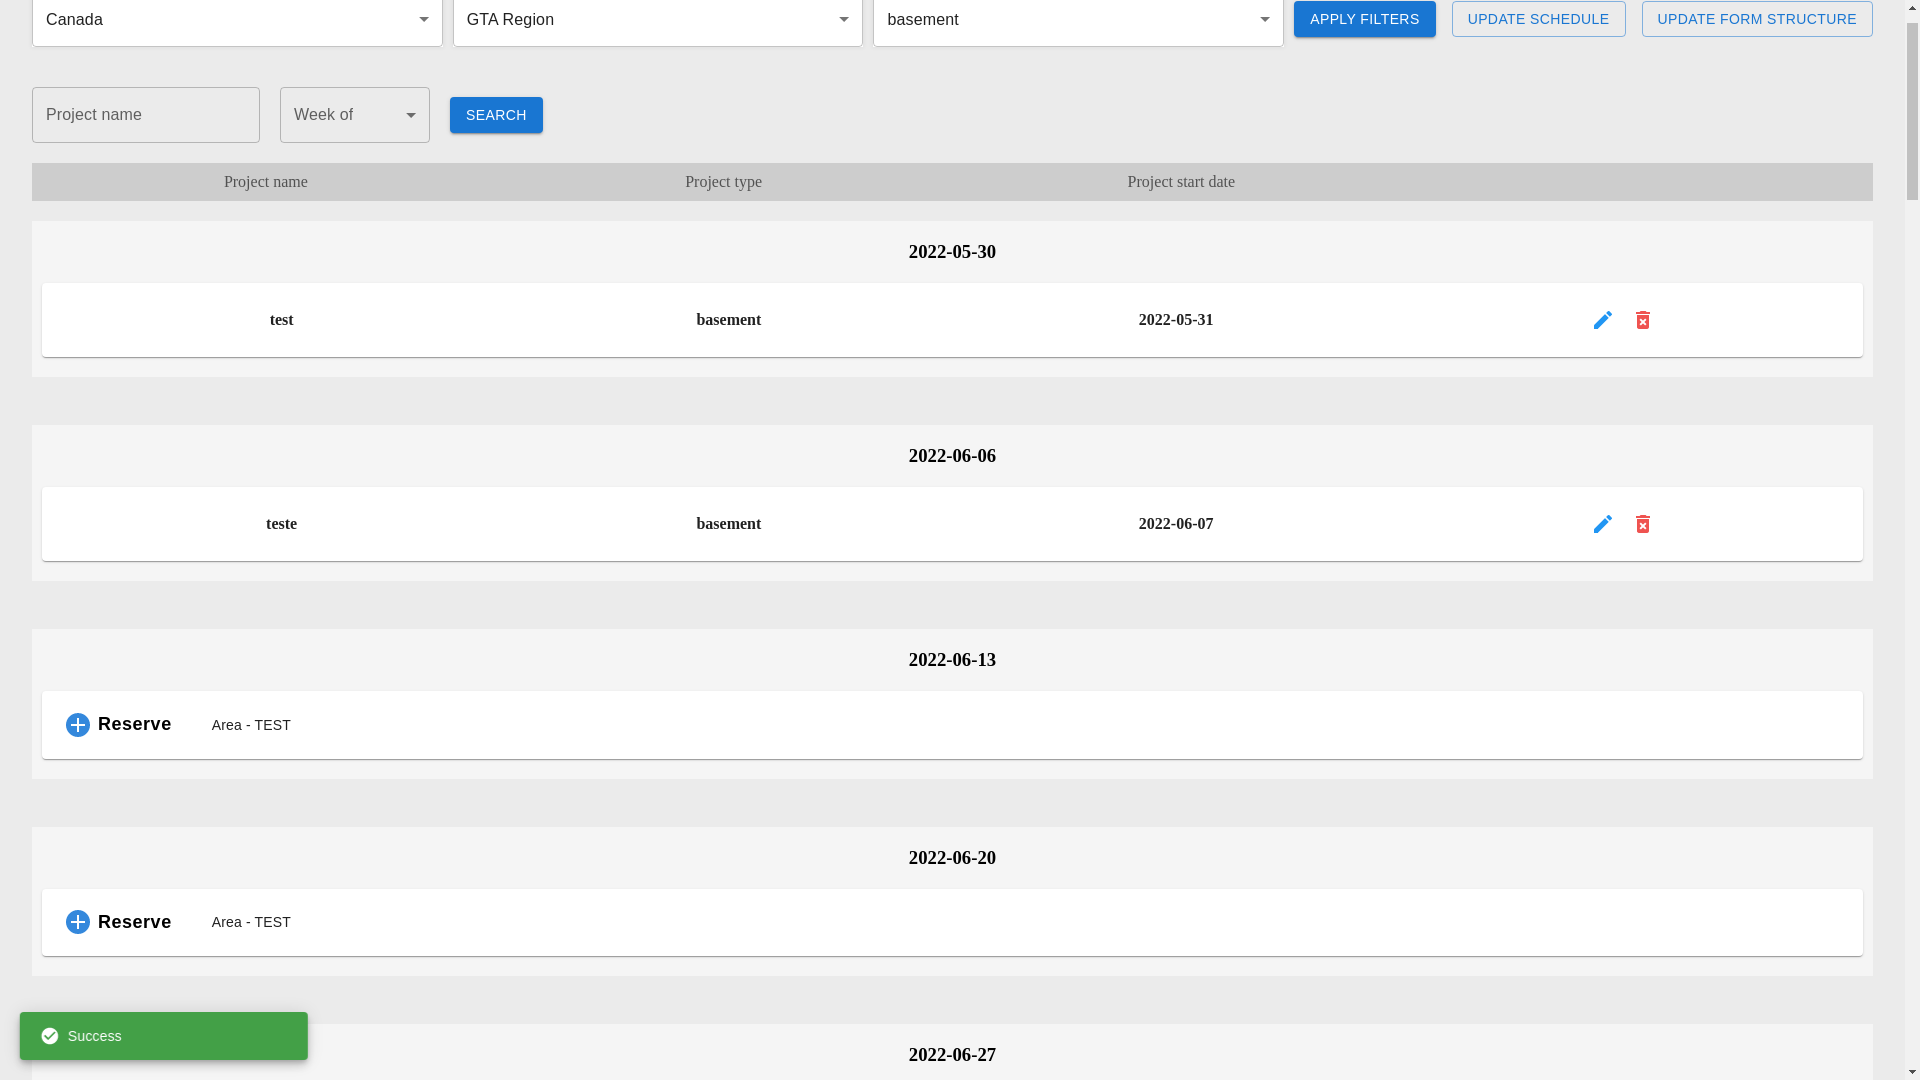 Canada GTA Region basement APPLY FILTERS UPDATE SCHEDULE UPDATE FORM STRUCTURE
Project name Week of SEARCH
Project name Project type Project start date
2022-05-30
test basement 2022-05-31
2022-06-06
teste basement 2022-06-07
2022-06-13
Reserve Area - TEST
2022-06-20
Reserve Area - TEST
Success
2022-06-27